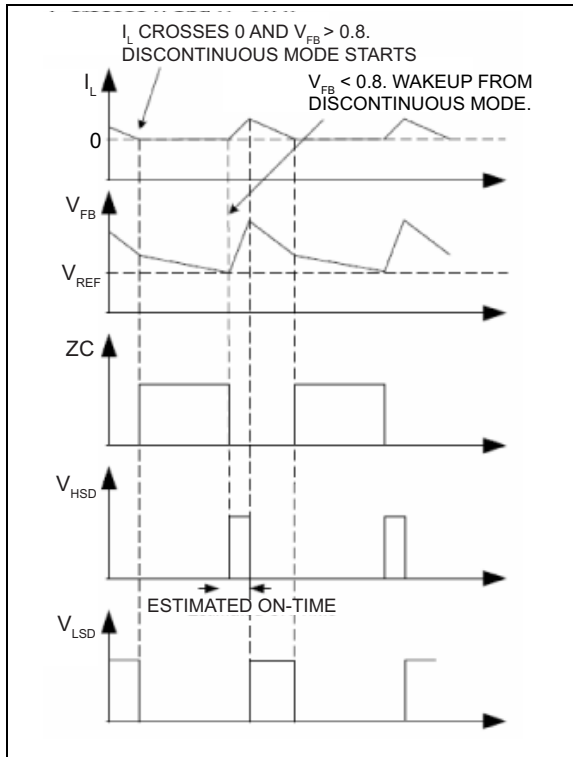 I_L CROSSES 0 AND V_FB > 0.8.
DISCONTINUOUS MODE STARTS
V_FB < 0.8. WAKEUP FROM
DISCONTINUOUS MODE.
I_L
0
V_FB
V_REF
ZC
V_HSD
ESTIMATED ON-TIME
V_LSD